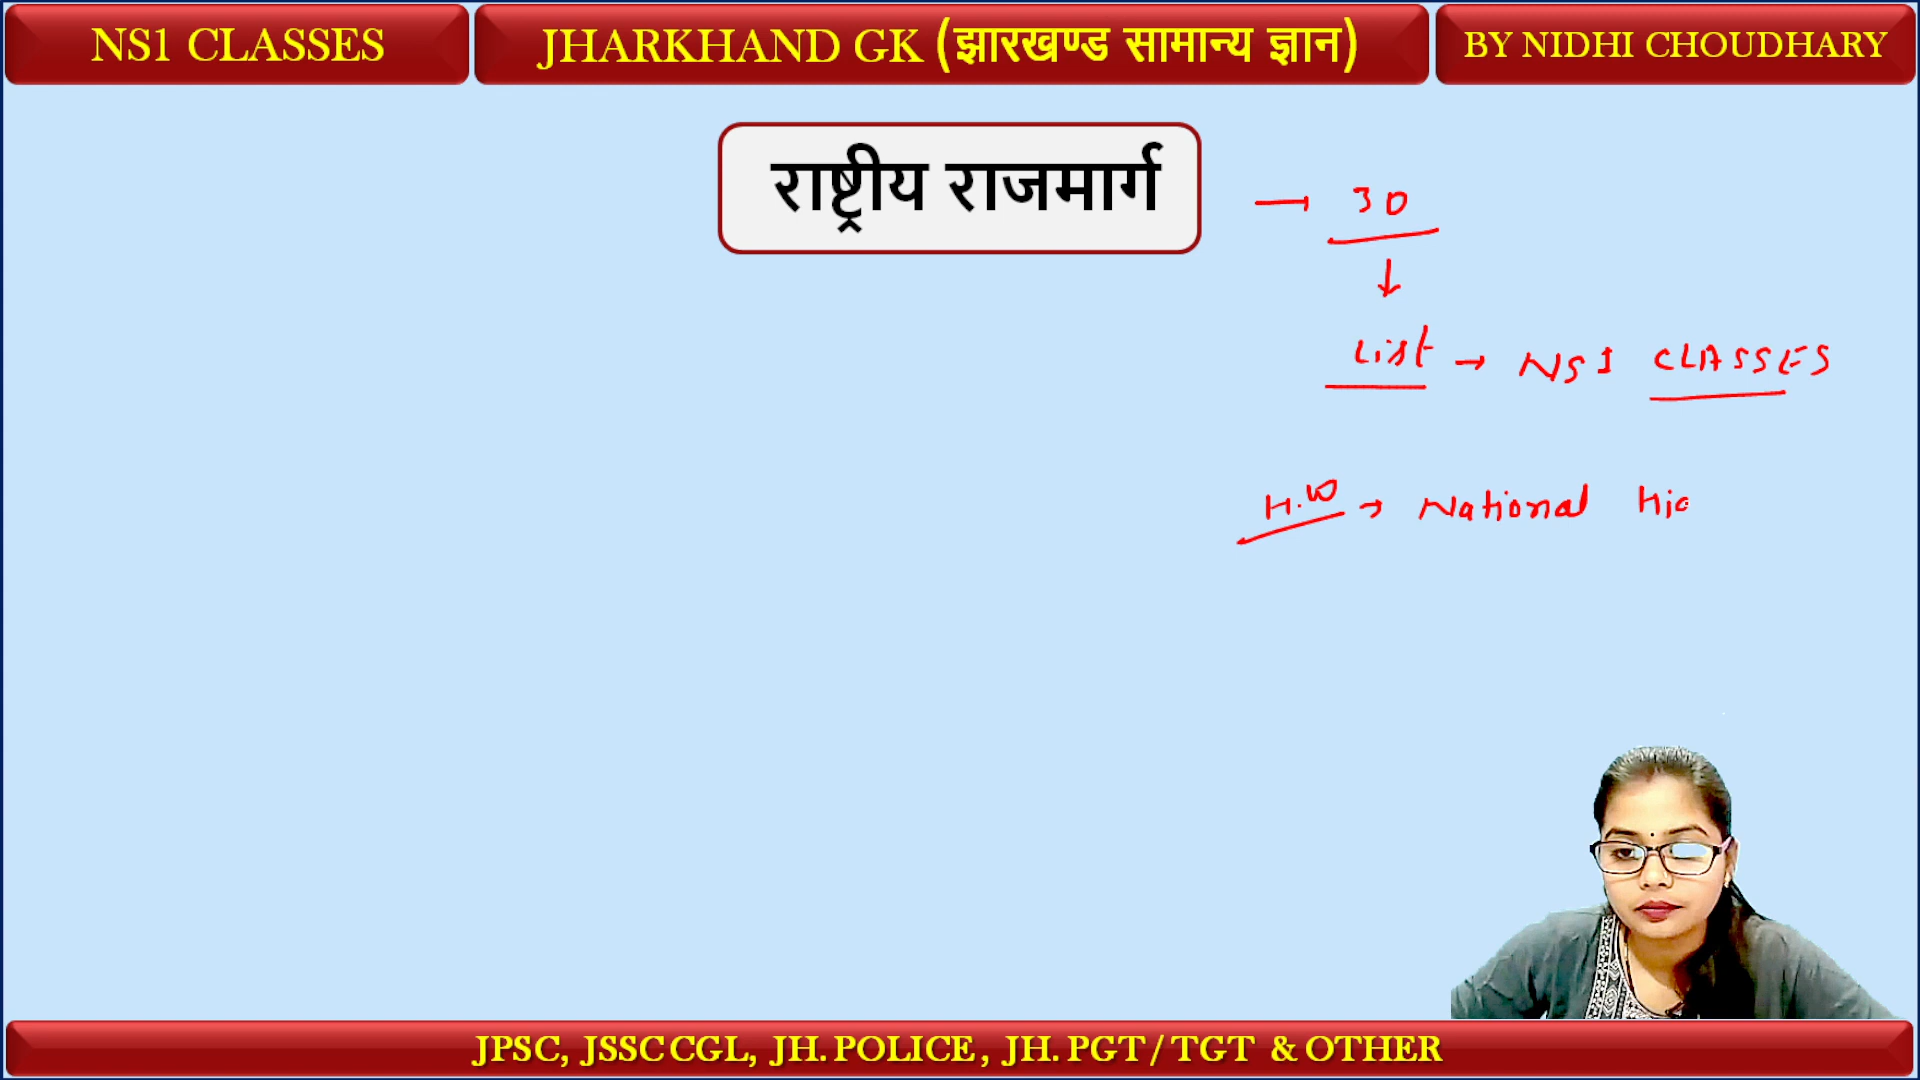 NS1 CLASSES
JHARKHAND GK (झारखण्ड सामान्य ज्ञान)
BY NIDHI CHOUDHARY
राष्ट्रीय राजमार्ग
→ 30
↓
List → NS1 CLASSES
H.W → National Hig
JPSC, JSSC CGL, JH. POLICE, JH. PGT / TGT & OTHER